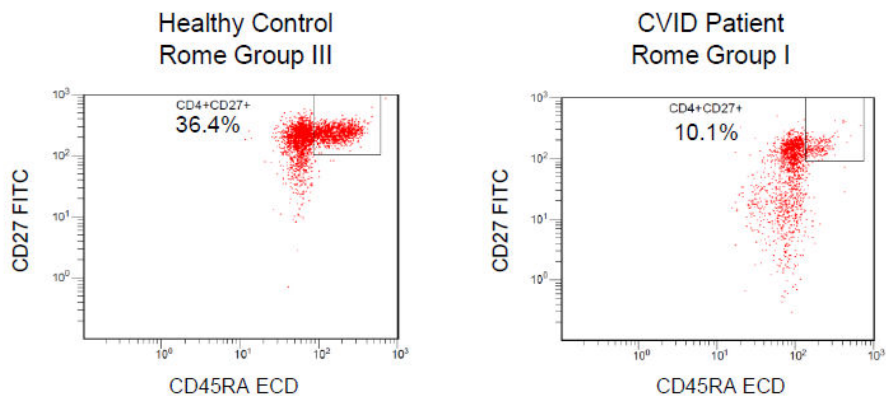 Healthy Control
Rome Group III
CD4+CD27+
36.4%
10³
10²
10¹
10⁰
CD27 FITC
10⁰ 10¹ 10² 10³
CD45RA ECD
CVID Patient
Rome Group I
CD4+CD27+
10.1%
10³
10²
10¹
10⁰
CD27 FITC
10⁰ 10¹ 10² 10³
CD45RA ECD